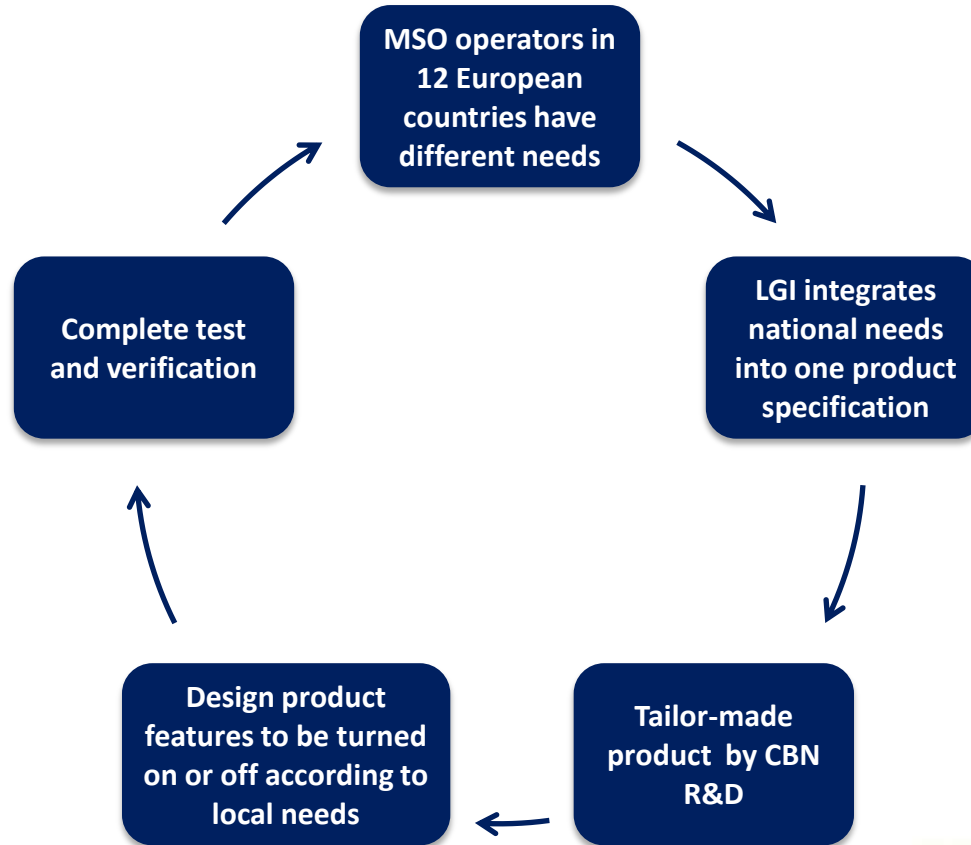 MSO operators in
12 European
countries have
different needs
LGI integrates
national needs
into one product
specification
Tailor-made
product by CBN
R&D
Design product
features to be turned
on or off according to
local needs
Complete test
and verification